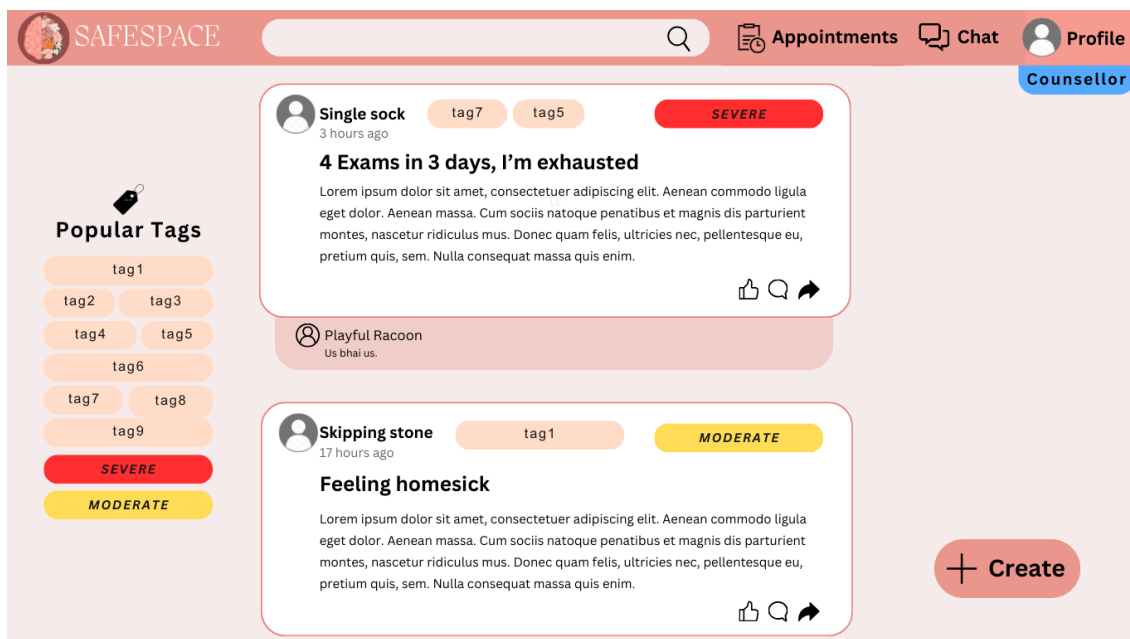 SAFESPACE
Appointments
Chat
Profile
Counsellor
Popular Tags
tag1
tag2 tag3
tag4 tag5
tag6
tag7 tag8
tag9
SEVERE
MODERATE
Single sock tag7 tag5 SEVERE
3 hours ago
4 Exams in 3 days, I'm exhausted
Lorem ipsum dolor sit amet, consectetuer adipiscing elit. Aenean commodo ligula
eget dolor. Aenean massa. Cum sociis natoque penatibus et magnis dis parturient
montes, nascetur ridiculus mus. Donec quam felis, ultricies nec, pellentesque eu,
pretium quis, sem. Nulla consequat massa quis enim.
Playful Racoon
Us bhai us.
Skipping stone tag1 MODERATE
17 hours ago
Feeling homesick
Lorem ipsum dolor sit amet, consectetuer adipiscing elit. Aenean commodo ligula
eget dolor. Aenean massa. Cum sociis natoque penatibus et magnis dis parturient
montes, nascetur ridiculus mus. Donec quam felis, ultricies nec, pellentesque eu,
pretium quis, sem. Nulla consequat massa quis enim.
Create